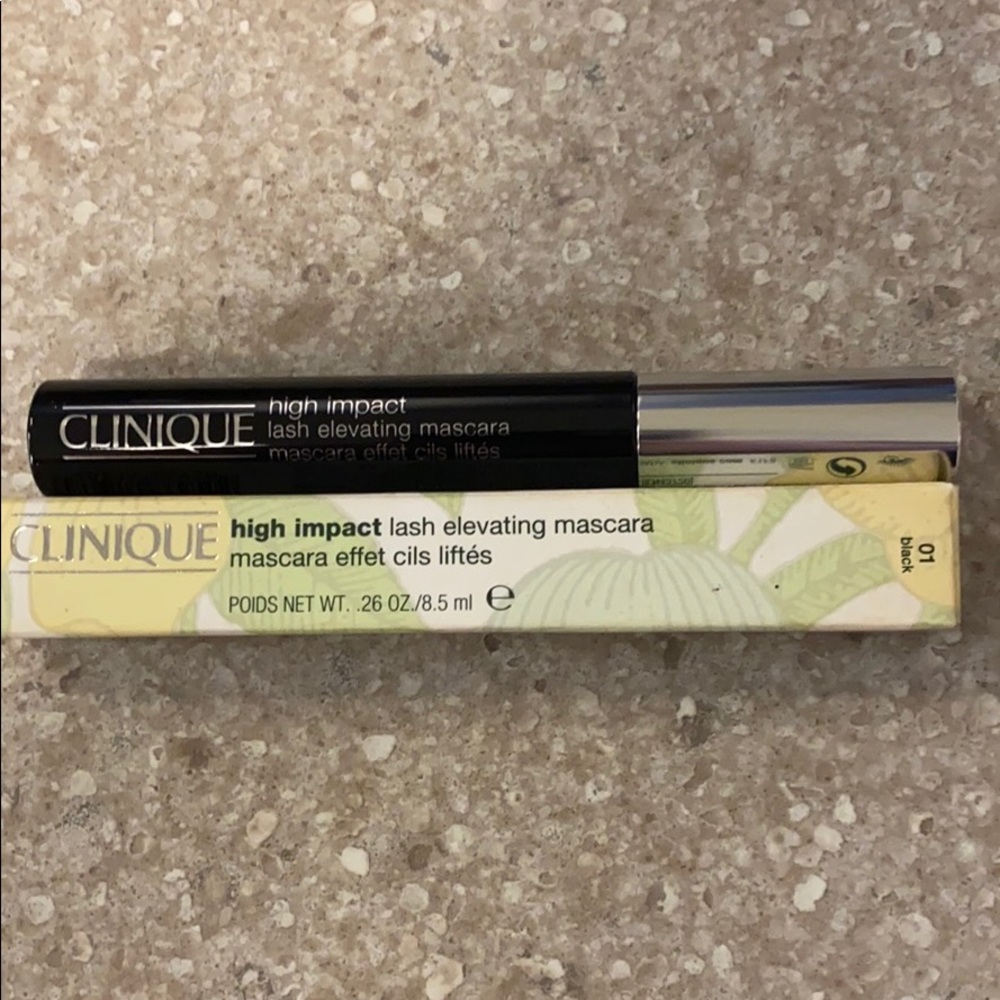 CLINIQUE
high impact
lash elevating mascara
mascara effet cils liftés
CLINIQUE
high impact lash elevating mascara
mascara effet cils liftés
POIDS NET WT. .26 OZ./8.5 ml e
01
black